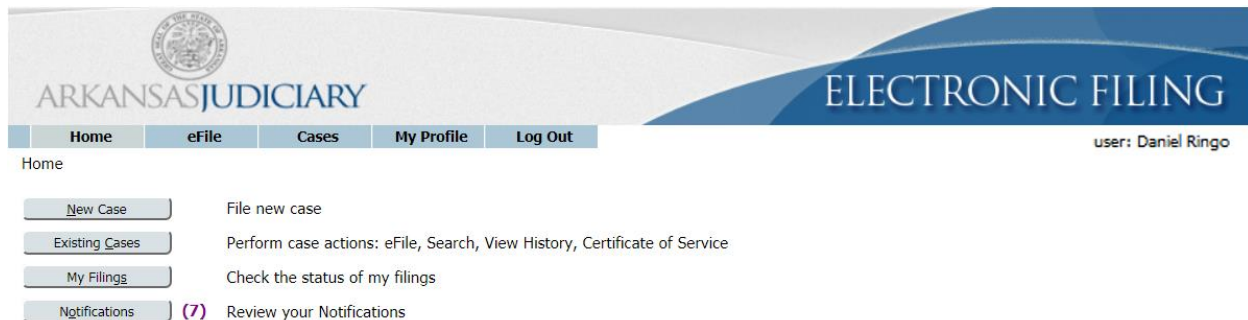 ARKANSASJUDICIARY
ELECTRONIC FILING
Home eFile Cases My Profile Log Out
user: Daniel Ringo
Home
New Case File new case
Existing Cases Perform case actions: eFile, Search, View History, Certificate of Service
My Filings Check the status of my filings
Notifications (7) Review your Notifications